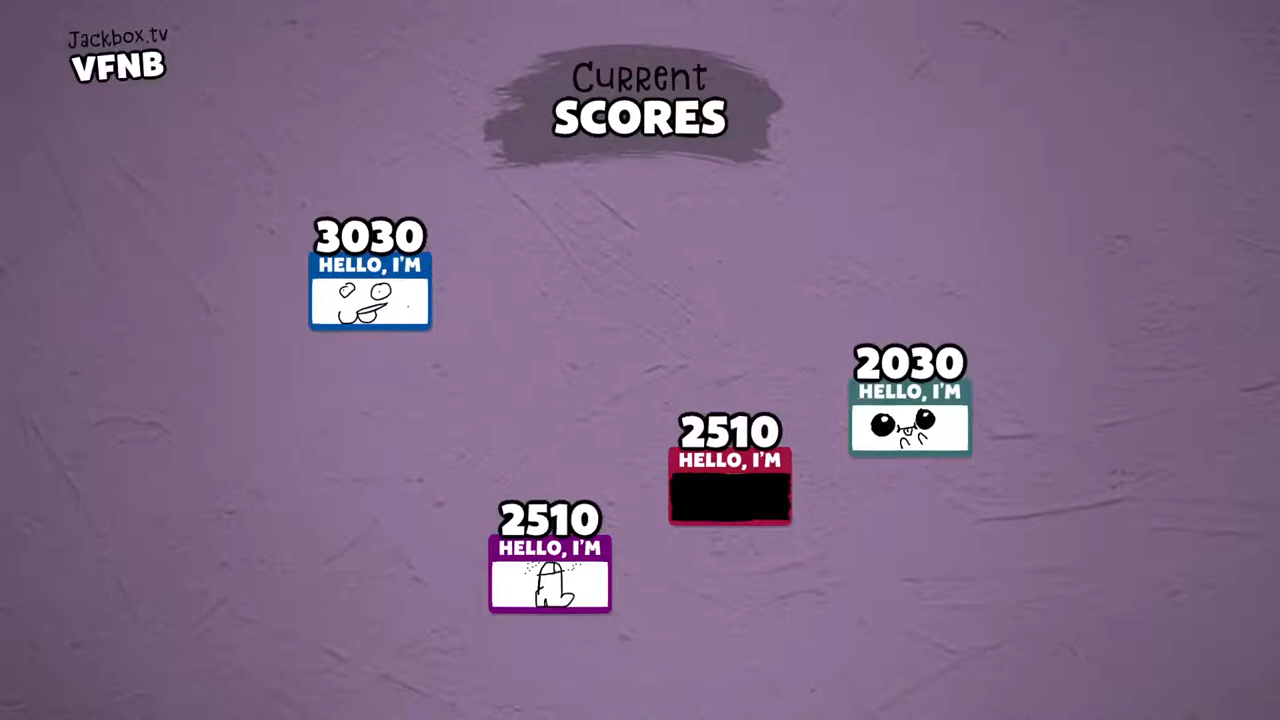 Jackbox.tv
VFNB
Current
SCORES
3030
HELLO, I'M
2030
HELLO, I'M
2510
HELLO, I'M
2510
HELLO, I'M